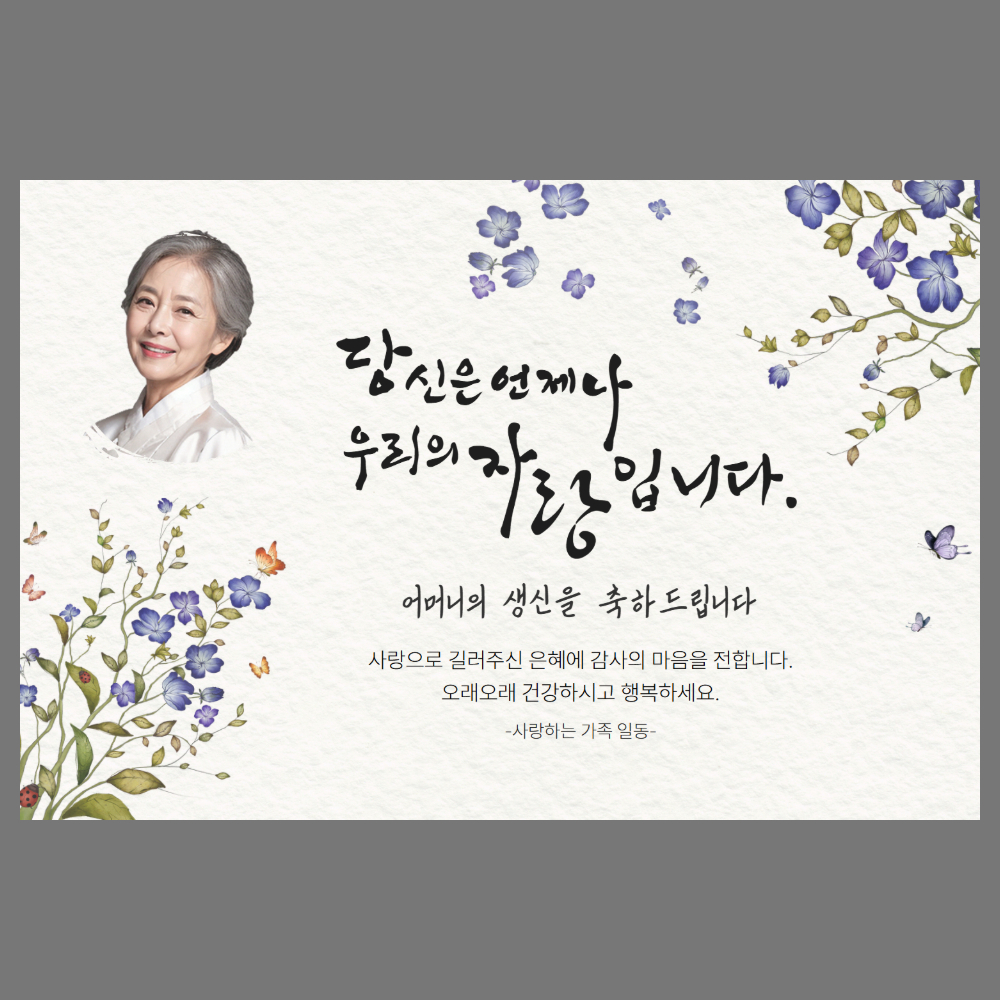 당신은 언제나
우리의 자랑입니다.
어머니의 생신을 축하드립니다
사랑으로 길러주신 은혜에 감사의 마음을 전합니다.
오래오래 건강하시고 행복하세요.
-사랑하는 가족 일동-